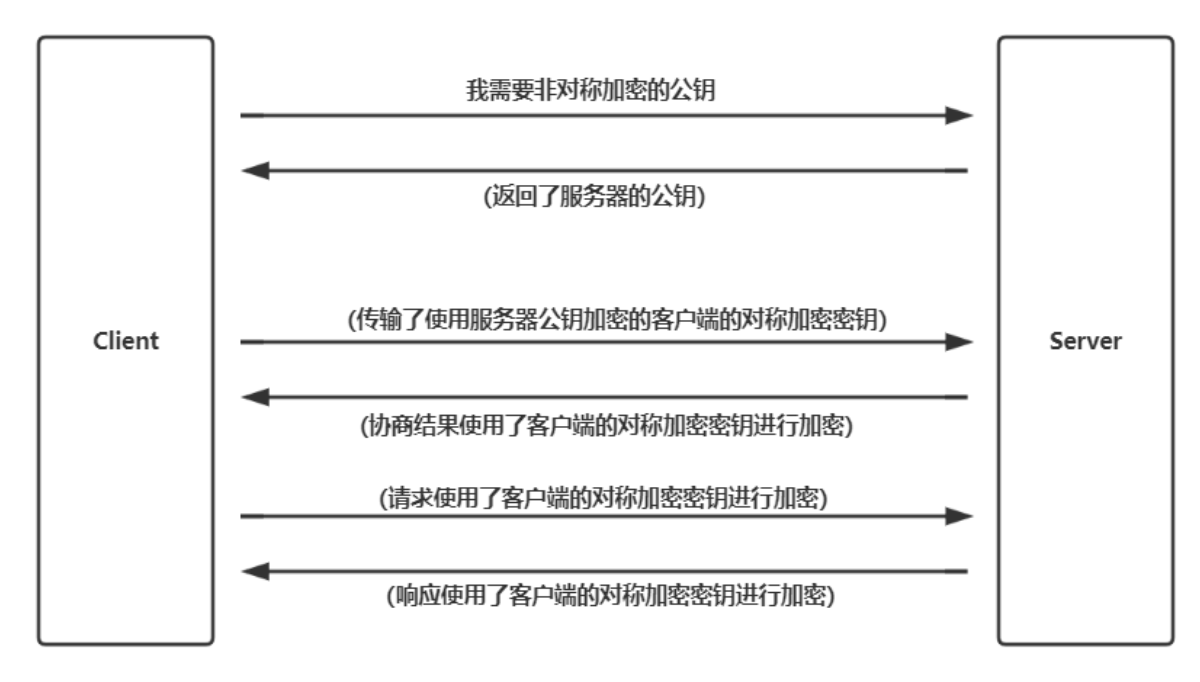 我需要非对称加密的公钥
(返回了服务器的公钥)
(传输了使用服务器公钥加密的客户端的对称加密密钥)
Client
Server
(协商结果使用了客户端的对称加密密钥进行加密)
(请求使用了客户端的对称加密密钥进行加密)
(响应使用了客户端的对称加密密钥进行加密)